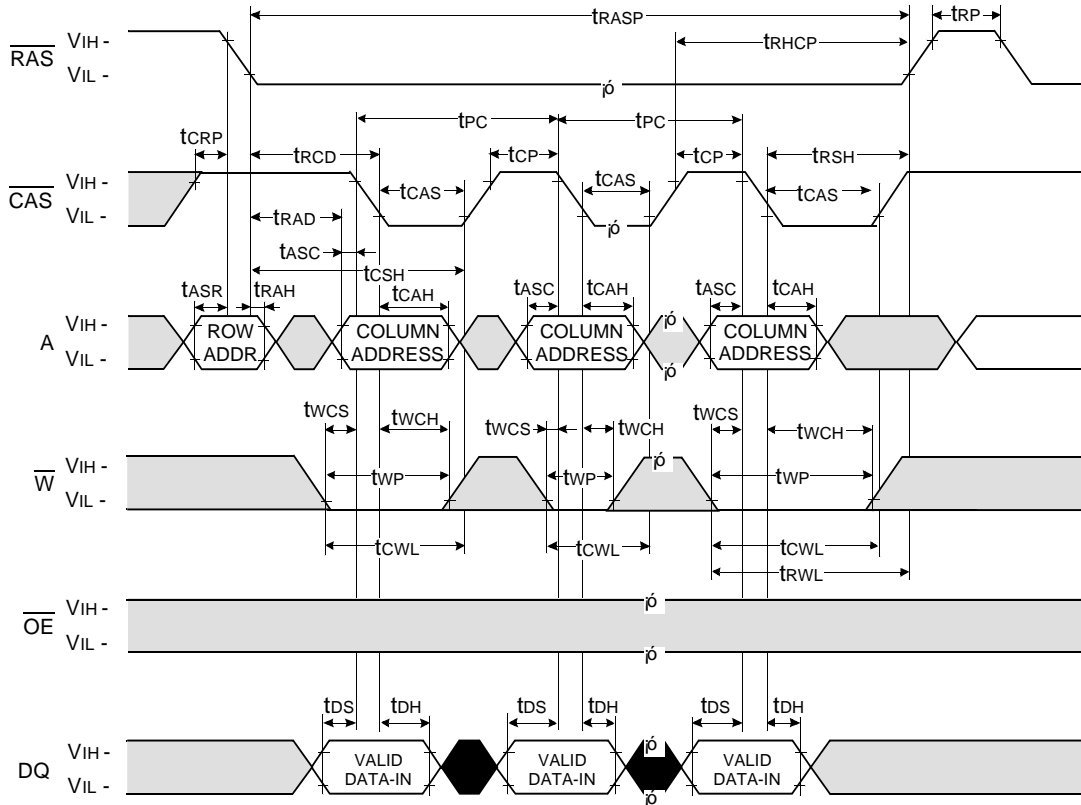 tRASP
tRP
tRHCP
RAS
VIH -
VIL -
¡ó
tCRP
tPC
tPC
tRCD
tCP
tCP
tRSH
CAS
VIH -
VIL -
tCAS
tCAS
tCAS
¡ó
tRAD
tASC
tCSH
tASR
tRAH
tCAH
tASC
tCAH
tASC
tCAH
A
VIH -
VIL -
ROW
ADDR
COLUMN
ADDRESS
COLUMN
ADDRESS
¡ó
¡ó
COLUMN
ADDRESS
tWCS
tWCH
tWCS
tWCH
tWCS
tWCH
W
VIH -
VIL -
tWP
tWP
¡ó
tWP
tCWL
tCWL
tCWL
tRWL
OE
VIH -
VIL -
¡ó
¡ó
tDS
tDH
tDS
tDH
tDS
tDH
DQ
VIH -
VIL -
VALID
DATA-IN
VALID
DATA-IN
¡ó
¡ó
VALID
DATA-IN